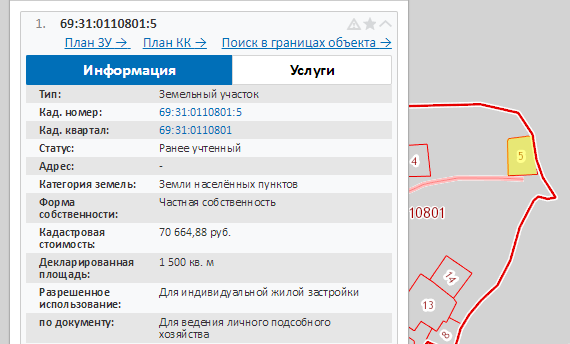 1. 69:31:0110801:5
План ЗУ → План КК → Поиск в границах объекта →
Информация Услуги
Тип: Земельный участок
Кад. номер: 69:31:0110801:5
Кад. квартал: 69:31:0110801
Статус: Ранее учтенный
Адрес: -
Категория земель: Земли населённых пунктов
Форма Частная собственность
собственности:
Кадастровая 70 664,88 руб.
стоимость:
Декларированная 1 500 кв. м
площадь:
Разрешенное Для индивидуальной жилой застройки
использование:
по документу: Для ведения личного подсобного
хозяйства
5
4
10801
14
13
8